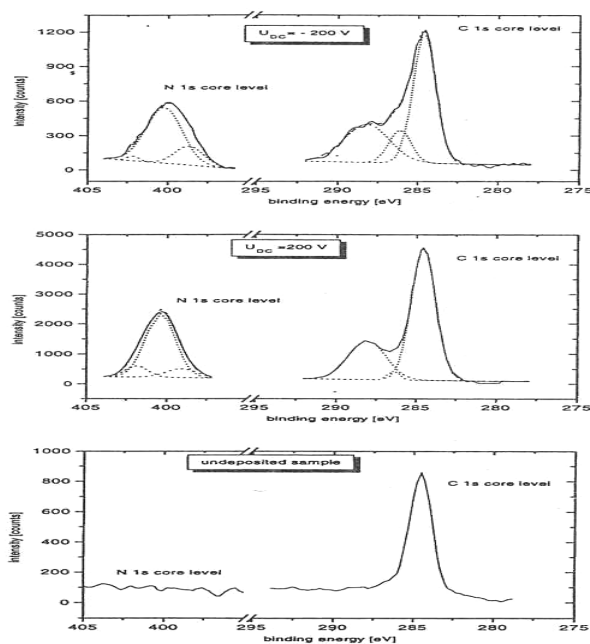 U_DC = - 200 V
C 1s core level
N 1s core level
intensity [counts]
1200
900
600
300
0
405
400
295
290
285
280
275
binding energy [eV]
U_DC =200 V
C 1s core level
N 1s core level
intensity [counts]
5000
4000
3000
2000
1000
0
405
400
295
290
285
280
275
binding energy [eV]
undeposited sample
C 1s core level
N 1s core level
intensity [counts]
1000
800
600
400
200
0
405
400
295
290
285
280
275
binding energy [eV]